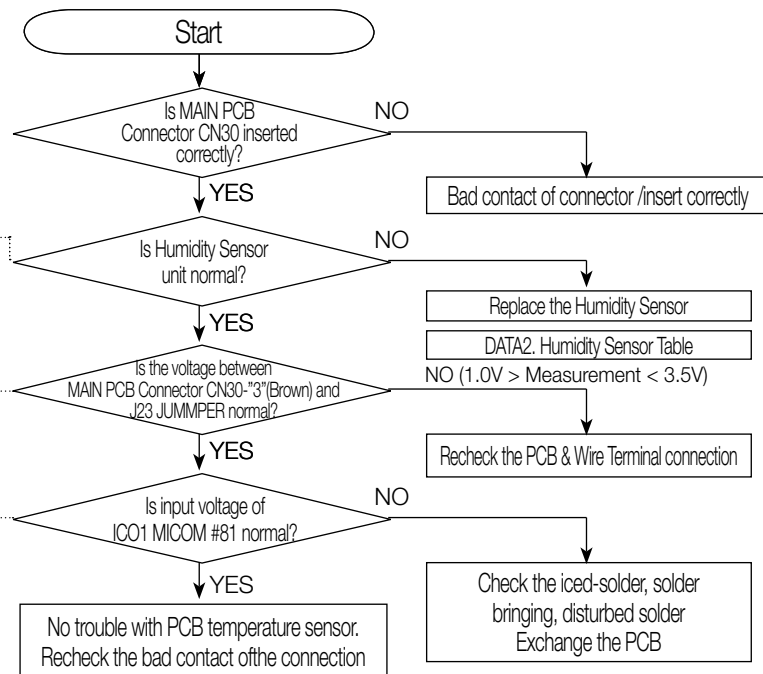 Start
Is MAIN PCB
Connector CN30 inserted
correctly?
NO
Bad contact of connector /insert correctly
YES
Is Humidity Sensor
unit normal?
NO
Replace the Humidity Sensor
DATA2. Humidity Sensor Table
YES
Is the voltage between
MAIN PCB Connector CN30-"3"(Brown) and
J23 JUMMPER normal?
NO (1.0V > Measurement < 3.5V)
Recheck the PCB & Wire Terminal connection
YES
Is input voltage of
ICO1 MICOM #81 normal?
NO
Check the iced-solder, solder
bringing, disturbed solder
Exchange the PCB
YES
No trouble with PCB temperature sensor.
Recheck the bad contact ofthe connection